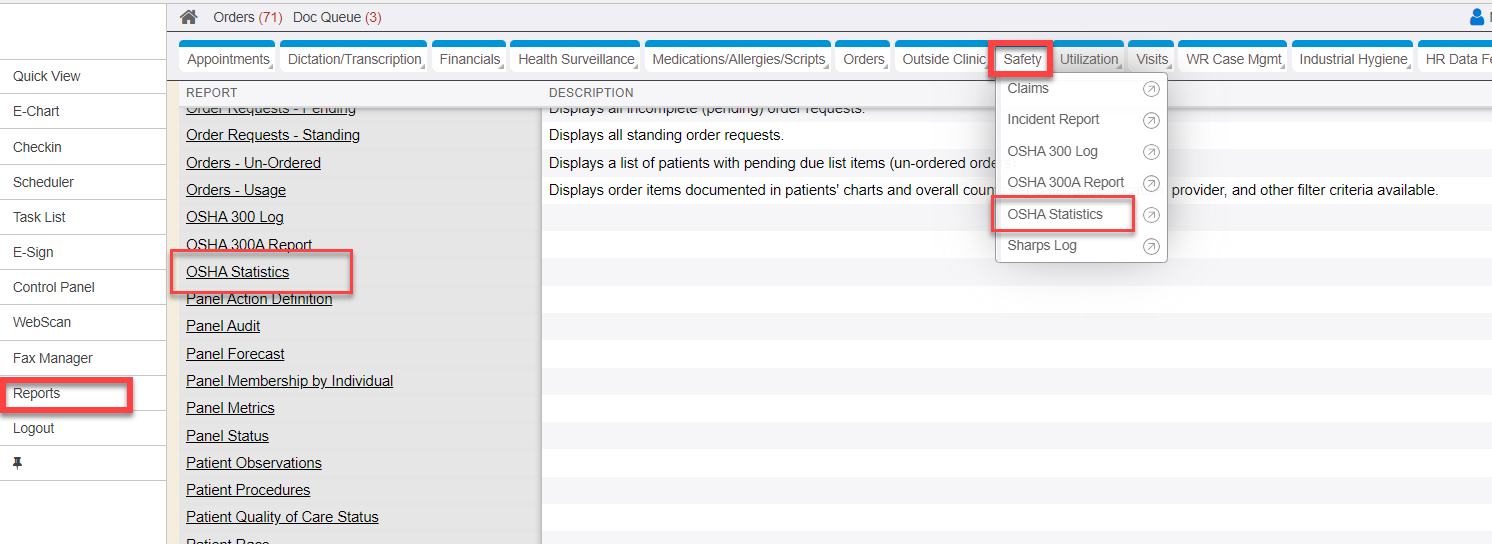 Orders (71) Doc Queue (3)
Appointments Dictation/Transcription Financials Health Surveillance Medications/Allergies/Scripts Orders Outside Clinic Safety Utilization Visits WR Case Mgmt Industrial Hygiene HR Data Fe
Quick View
E-Chart
Checkin
Scheduler
Task List
E-Sign
Control Panel
WebScan
Fax Manager
Reports
Logout
REPORT DESCRIPTION
Order Requests - Pending Displays all incomplete (pending) order requests.
Order Requests - Standing Displays all standing order requests.
Orders - Un-Ordered Displays a list of patients with pending due list items (un-ordered orde
Orders - Usage Displays order items documented in patients' charts and overall coun provider, and other filter criteria available.
OSHA 300 Log
OSHA 300A Report
OSHA Statistics
Panel Action Definition
Panel Audit
Panel Forecast
Panel Membership by Individual
Panel Metrics
Panel Status
Patient Observations
Patient Procedures
Patient Quality of Care Status
Patient Race
Claims
Incident Report
OSHA 300 Log
OSHA 300A Report
OSHA Statistics
Sharps Log